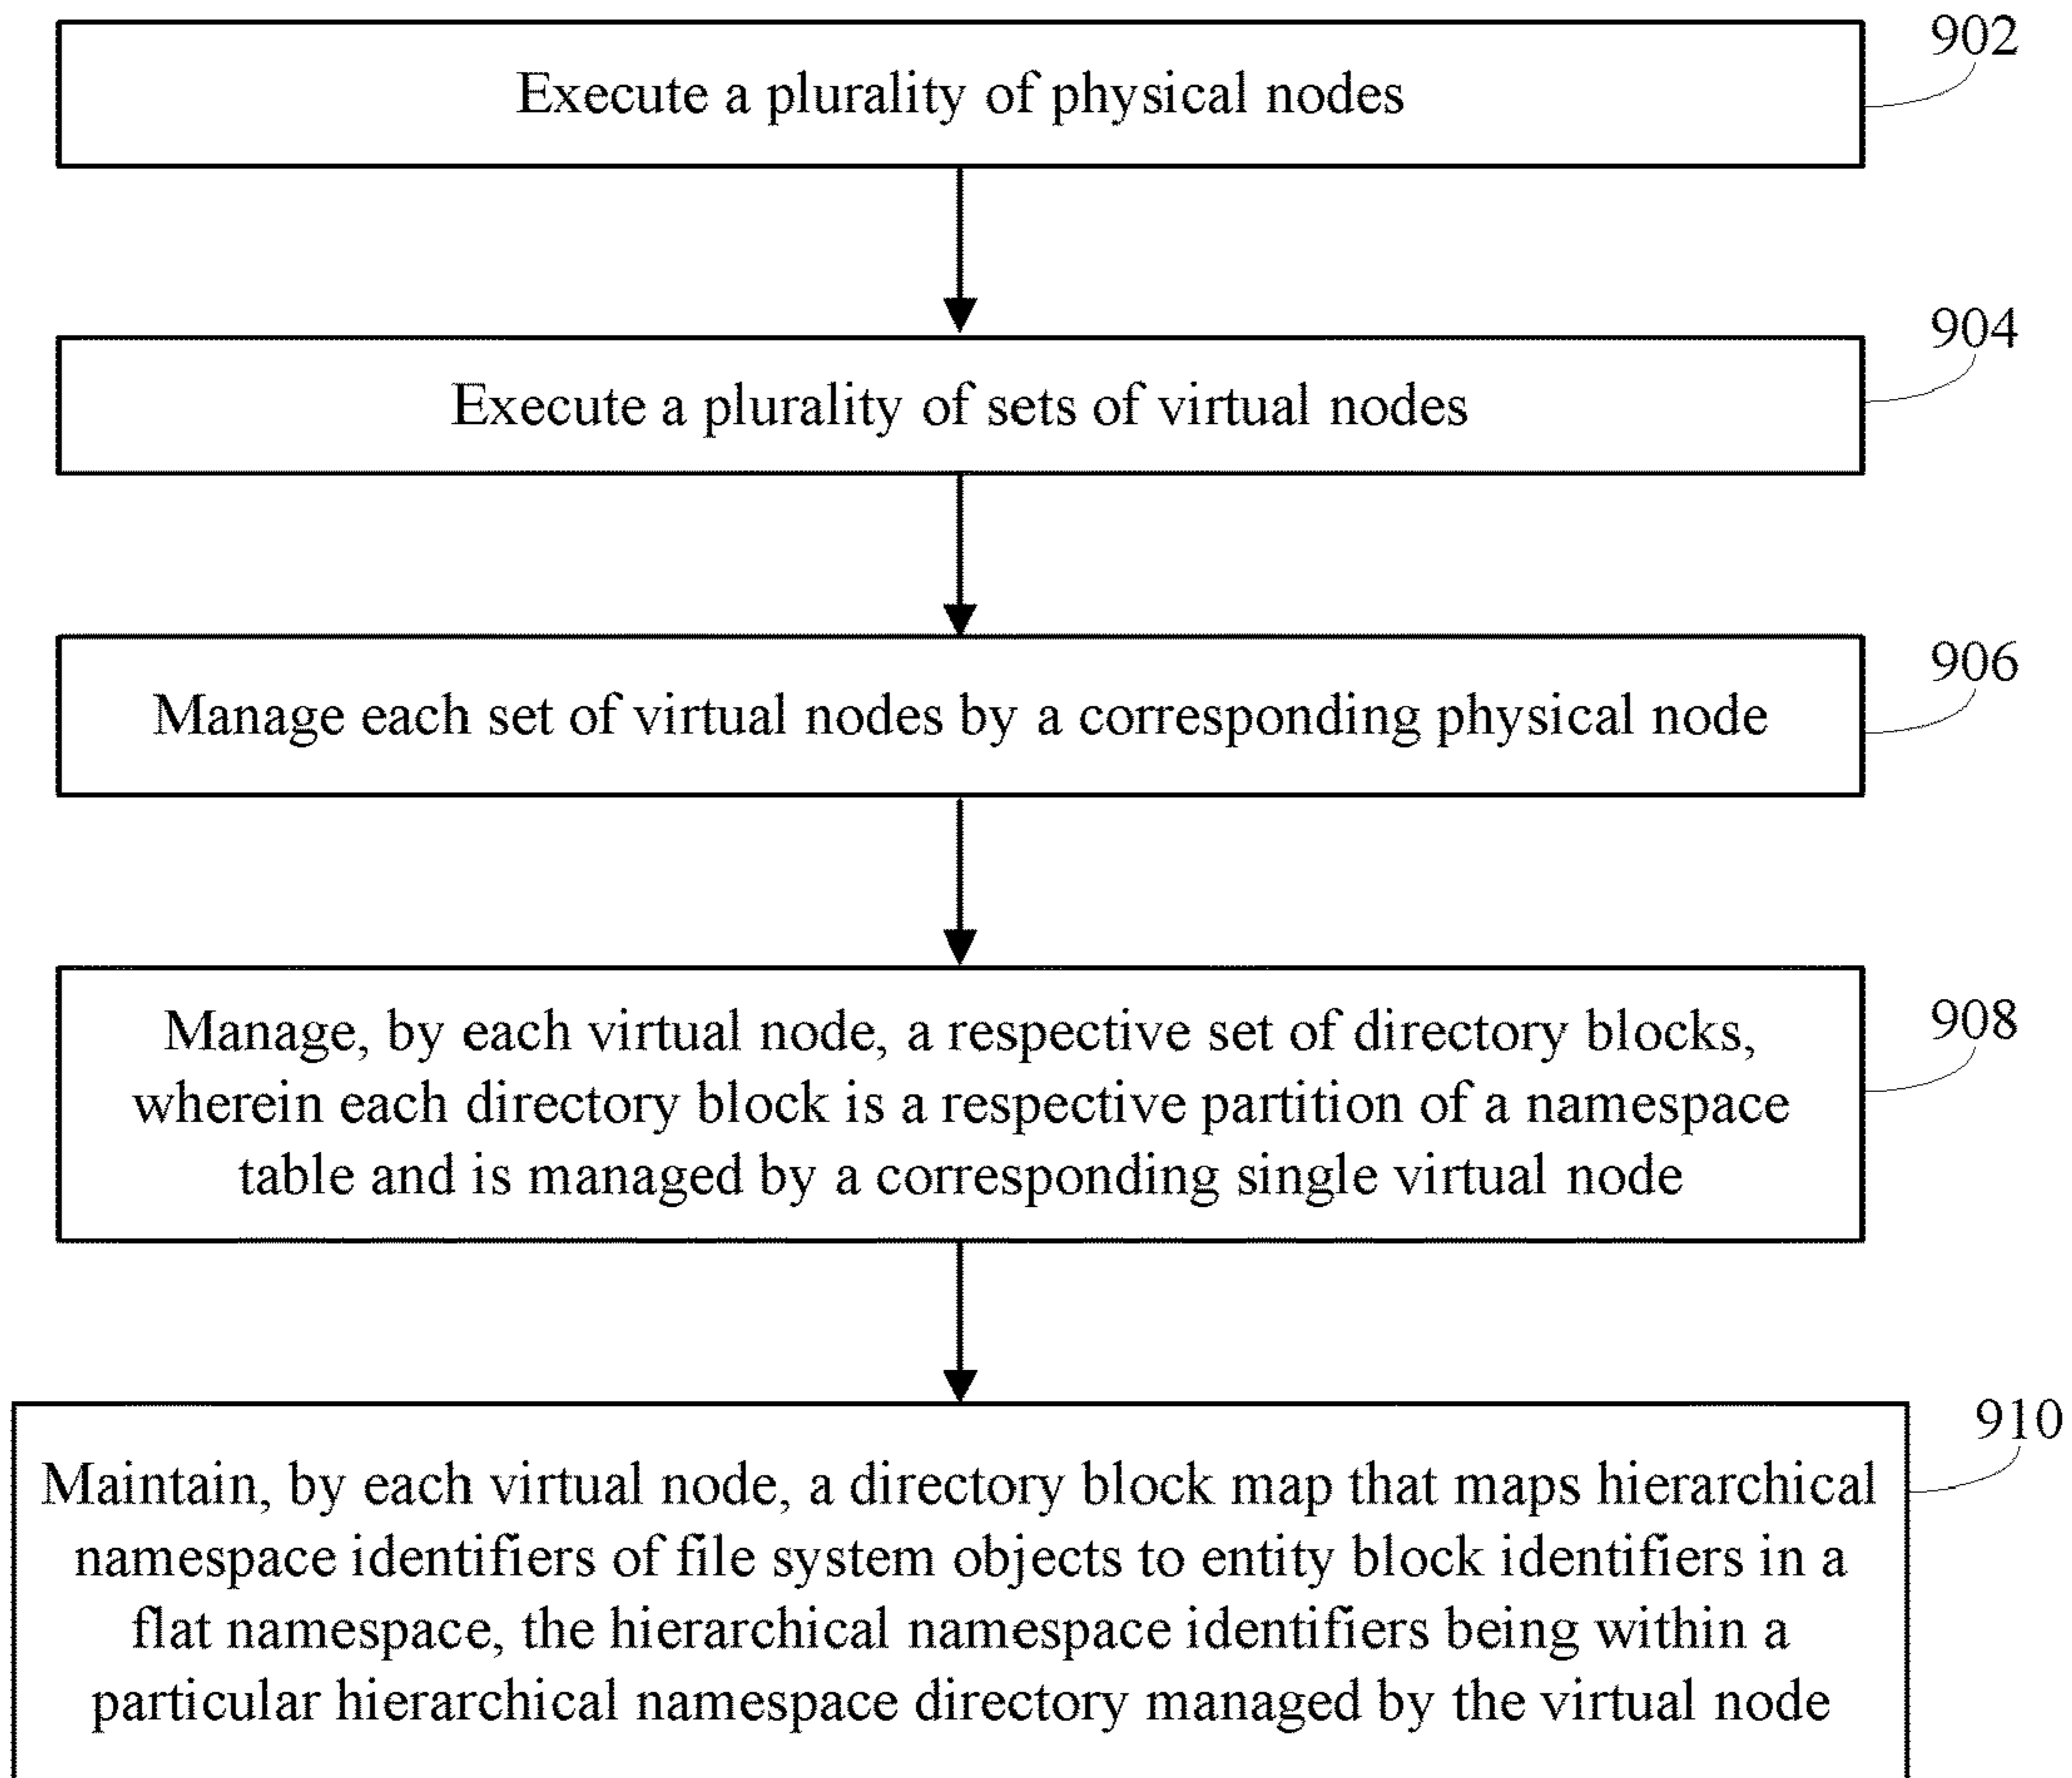 902
Execute a plurality of physical nodes
904
Execute a plurality of sets of virtual nodes
906
Manage each set of virtual nodes by a corresponding physical node
908
Manage, by each virtual node, a respective set of directory blocks,
wherein each directory block is a respective partition of a namespace
table and is managed by a corresponding single virtual node
910
Maintain, by each virtual node, a directory block map that maps hierarchical
namespace identifiers of file system objects to entity block identifiers in a
flat namespace, the hierarchical namespace identifiers being within a
particular hierarchical namespace directory managed by the virtual node